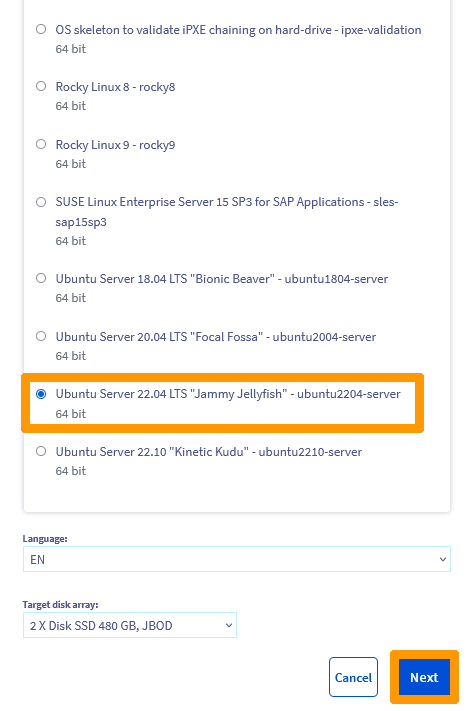 OS skeleton to validate iPXE chaining on hard-drive - ipxe-validation
64 bit
Rocky Linux 8 - rocky8
64 bit
Rocky Linux 9 - rocky9
64 bit
SUSE Linux Enterprise Server 15 SP3 for SAP Applications - sles-
sap15sp3
64 bit
Ubuntu Server 18.04 LTS "Bionic Beaver" - ubuntu1804-server
64 bit
Ubuntu Server 20.04 LTS "Focal Fossa" - ubuntu2004-server
64 bit
Ubuntu Server 22.04 LTS "Jammy Jellyfish" - ubuntu2204-server
64 bit
Ubuntu Server 22.10 "Kinetic Kudu" - ubuntu2210-server
64 bit
Language:
EN
Target disk array:
2 X Disk SSD 480 GB, JBOD
Cancel
Next